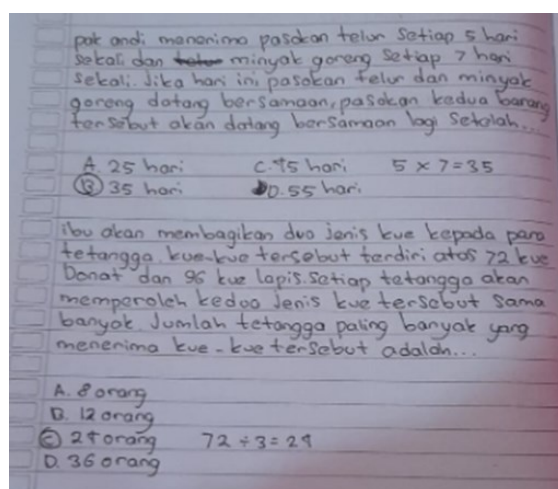 pak andi menerima pasokan telur setiap 5 hari
sekali dan minyak goreng setiap 7 hari
sekali. Jika hari ini pasokan telur dan minyak
goreng datang bersamaan, pasokan kedua barang
tersebut akan datang bersamaan lagi setelah...
A. 25 hari C. 45 hari 5 x 7 = 35
B. 35 hari D. 55 hari
ibu akan membagikan dua jenis kue kepada para
tetangga. kue-kue tersebut terdiri atas 72 kue
Donat dan 96 kue lapis. Setiap tetangga akan
memperoleh kedua jenis kue tersebut sama
banyak. Jumlah tetangga paling banyak yang
menerima kue-kue tersebut adalah...
A. 8 orang
B. 12 orang
C. 24 orang 72 ÷ 3 = 24
D. 36 orang